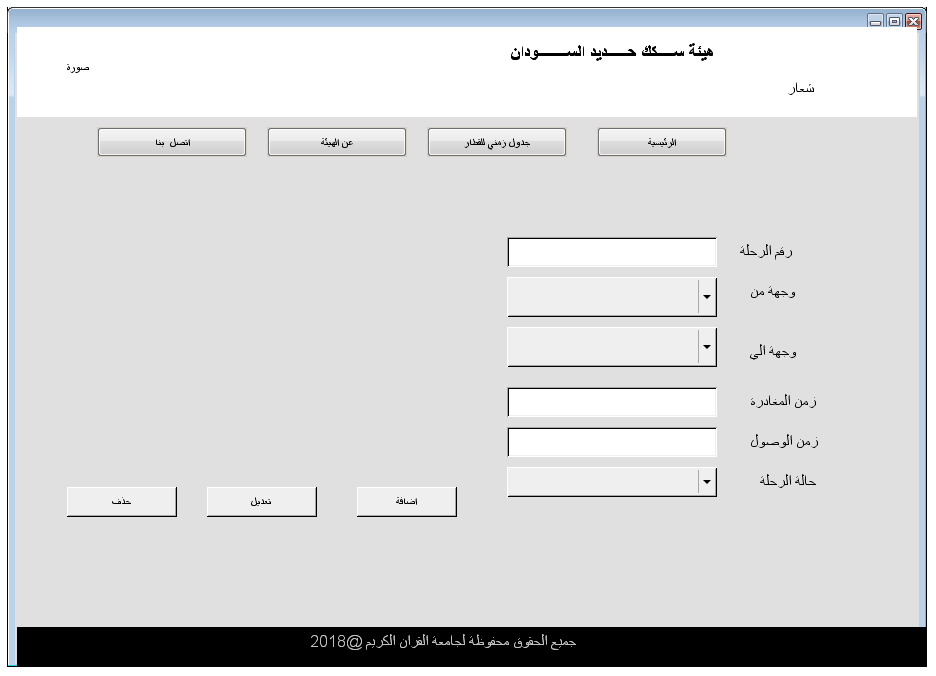 هيئة ســـكك حـــديد الســـــودان
صورة
شعار
الرئيسية
جدول زمني للقطار
عن الهيئة
اتصل بنا
رقم الرحلة
وجهة من
وجهة الي
زمن المغادرة
زمن الوصول
حالة الرحلة
اضافة
تعديل
حذف
جميع الحقوق محفوظة لجامعة القران الكريم @2018